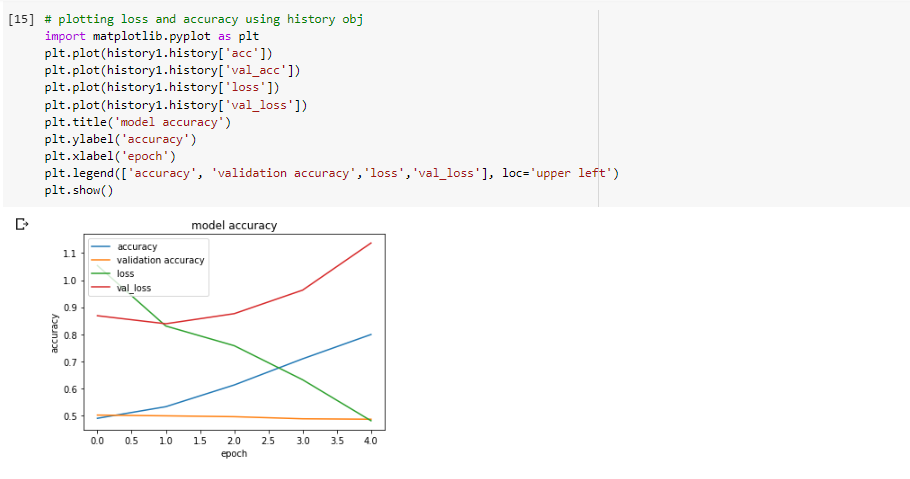 [15] # plotting loss and accuracy using history obj
import matplotlib.pyplot as plt
plt.plot(history1.history['acc'])
plt.plot(history1.history['val_acc'])
plt.plot(history1.history['loss'])
plt.plot(history1.history['val_loss'])
plt.title('model accuracy')
plt.ylabel('accuracy')
plt.xlabel('epoch')
plt.legend(['accuracy', 'validation accuracy','loss','val_loss'], loc='upper left')
plt.show()
model accuracy
accuracy
validation accuracy
loss
val_loss
1.1
1.0
0.9
0.8
0.7
0.6
0.5
accuracy
0.0 0.5 1.0 1.5 2.0 2.5 3.0 3.5 4.0
epoch